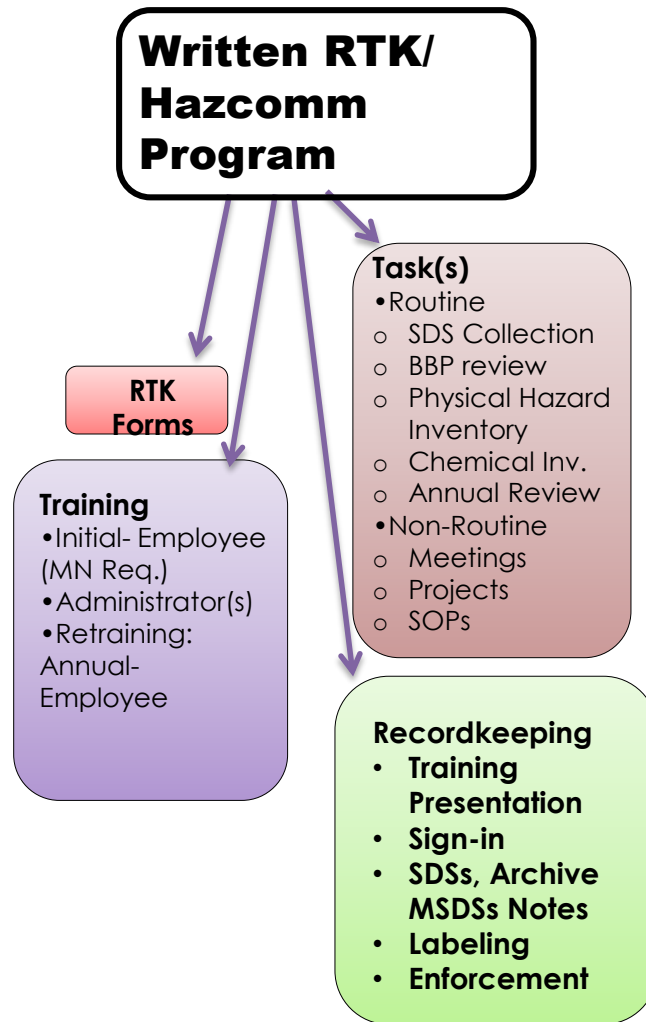 Written RTK/
Hazcomm
Program
RTK
Forms
Training
•Initial- Employee
(MN Req.)
•Administrator(s)
•Retraining:
Annual-
Employee
Task(s)
•Routine
o SDS Collection
o BBP review
o Physical Hazard
Inventory
o Chemical Inv.
o Annual Review
•Non-Routine
o Meetings
o Projects
o SOPs
Recordkeeping
• Training
Presentation
• Sign-in
• SDSs, Archive
MSDSs Notes
• Labeling
• Enforcement